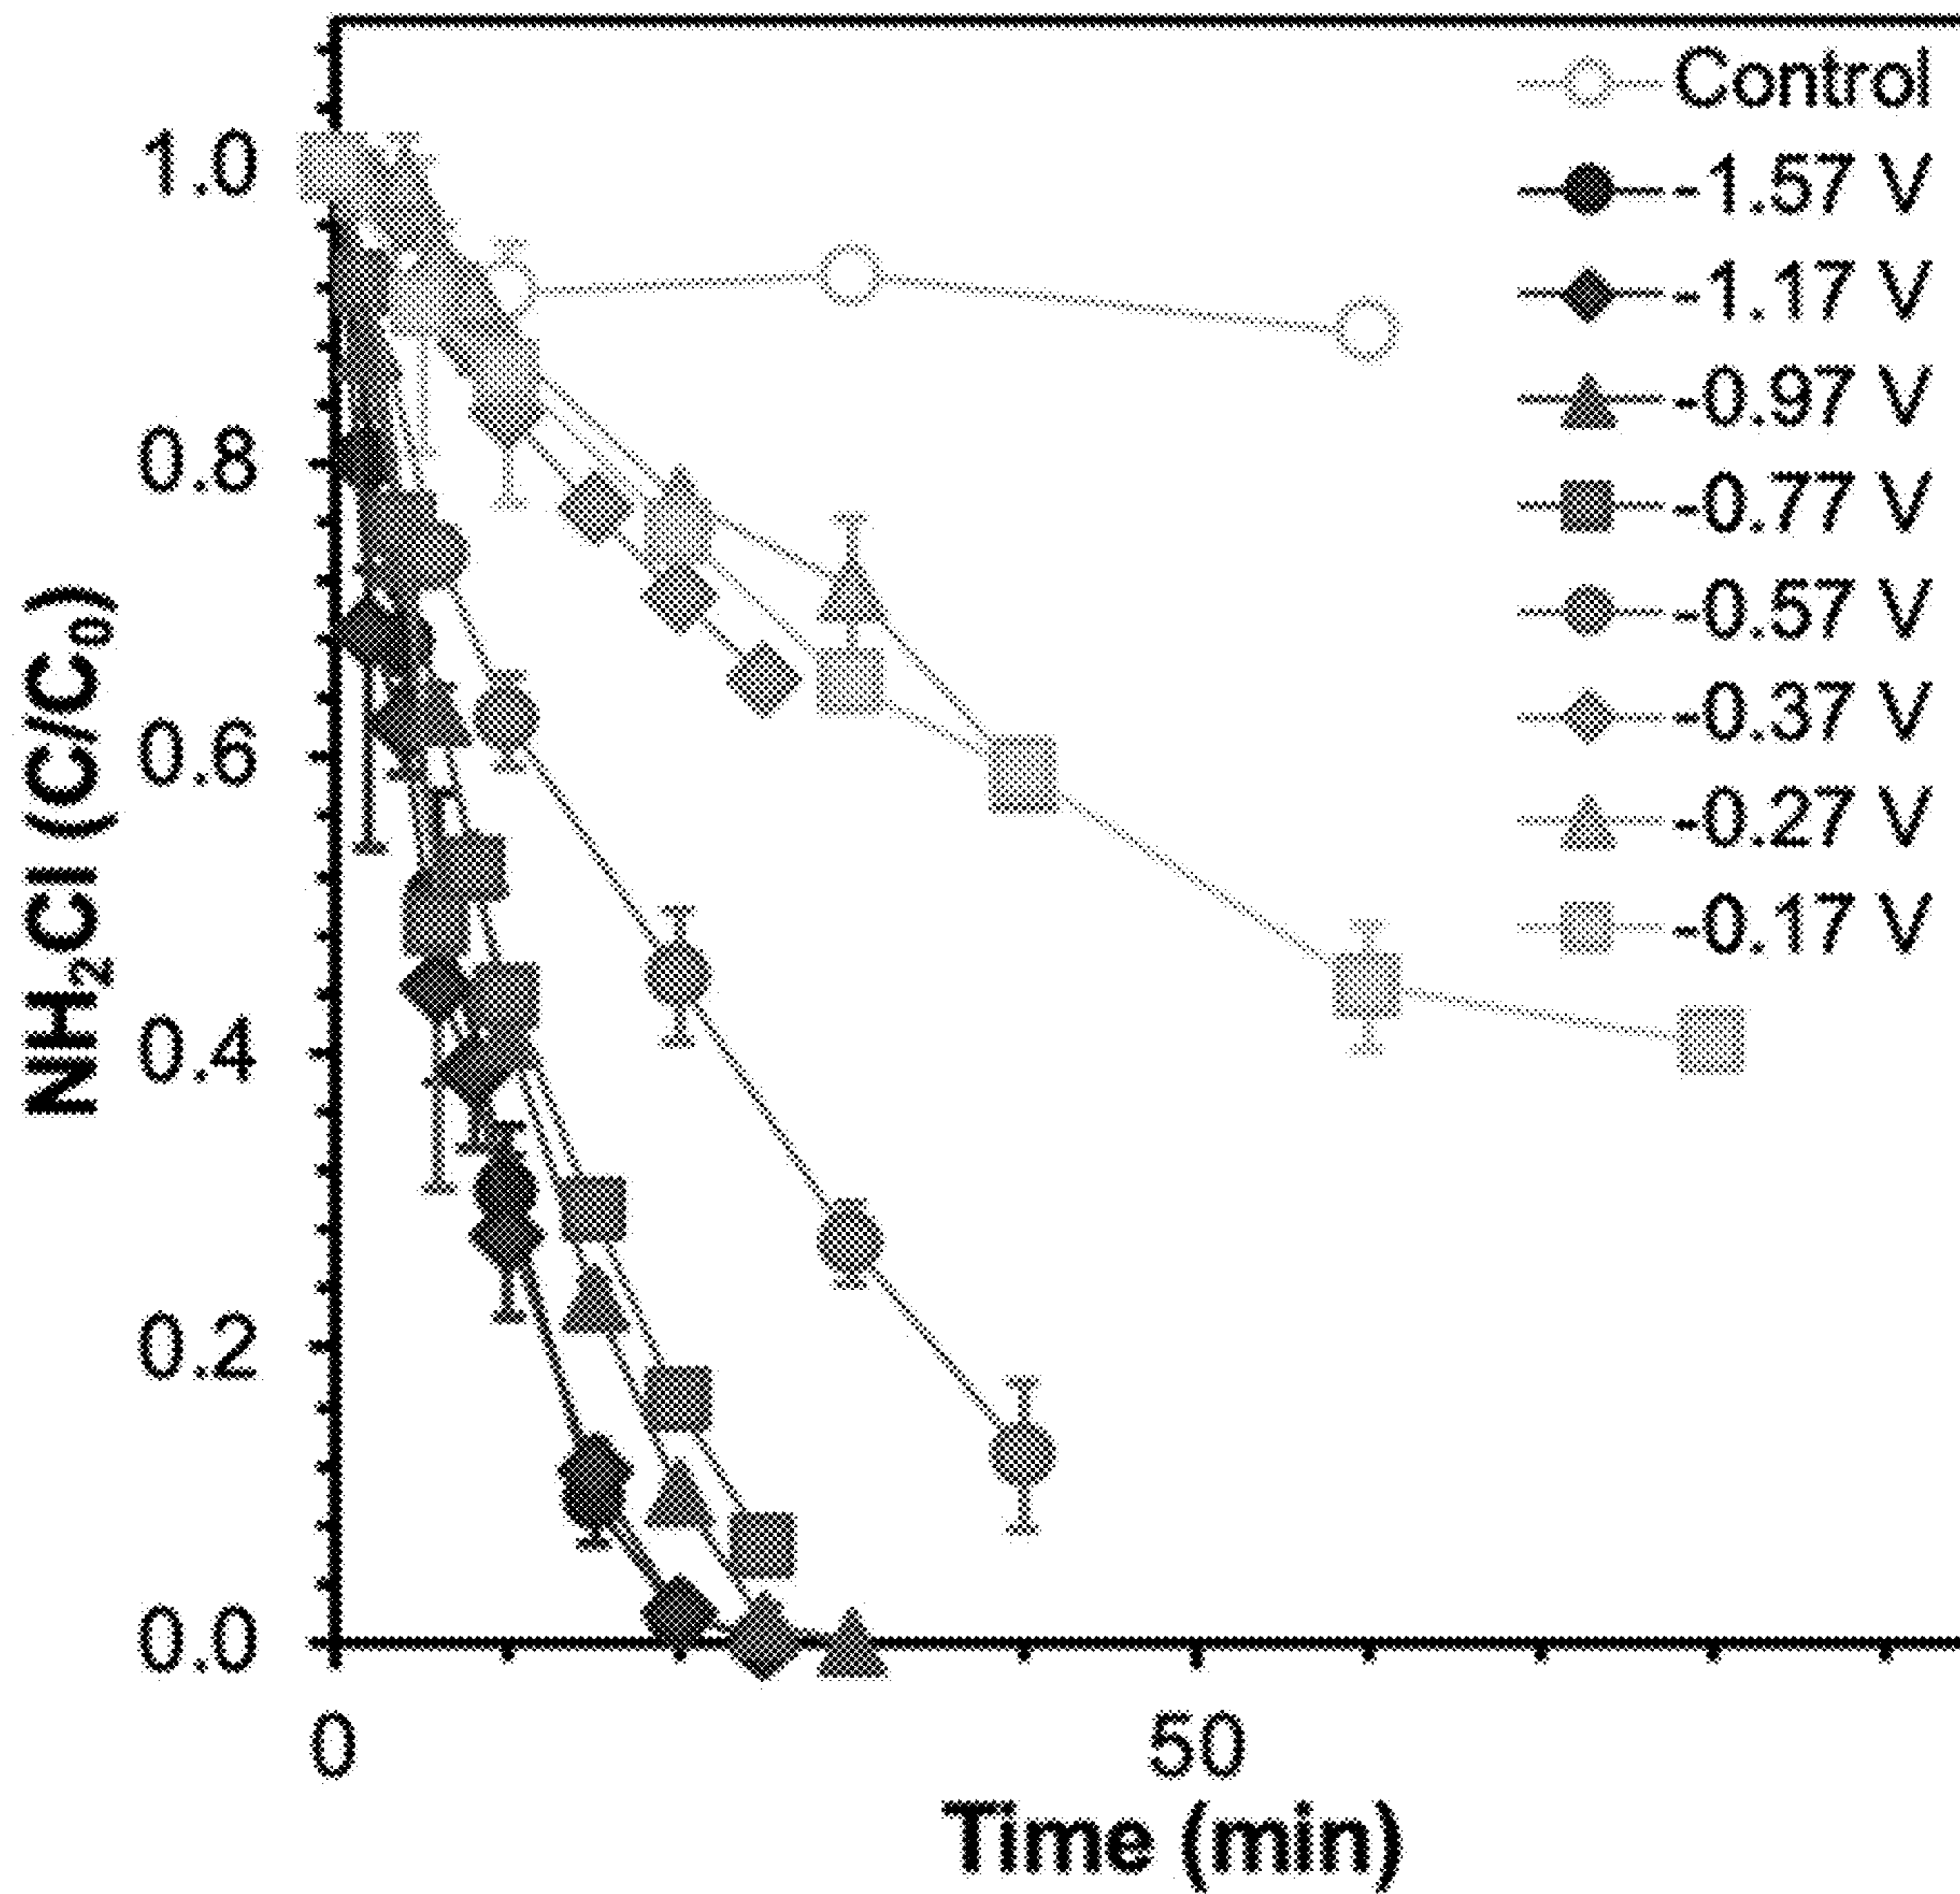 Control
-1.57 V
-1.17 V
-0.97 V
-0.77 V
-0.57 V
-0.37 V
-0.27 V
-0.17 V
1.0
0.8
0.6
0.4
0.2
0.0
NH₂Cl (C/C₀)
0 50
Time (min)